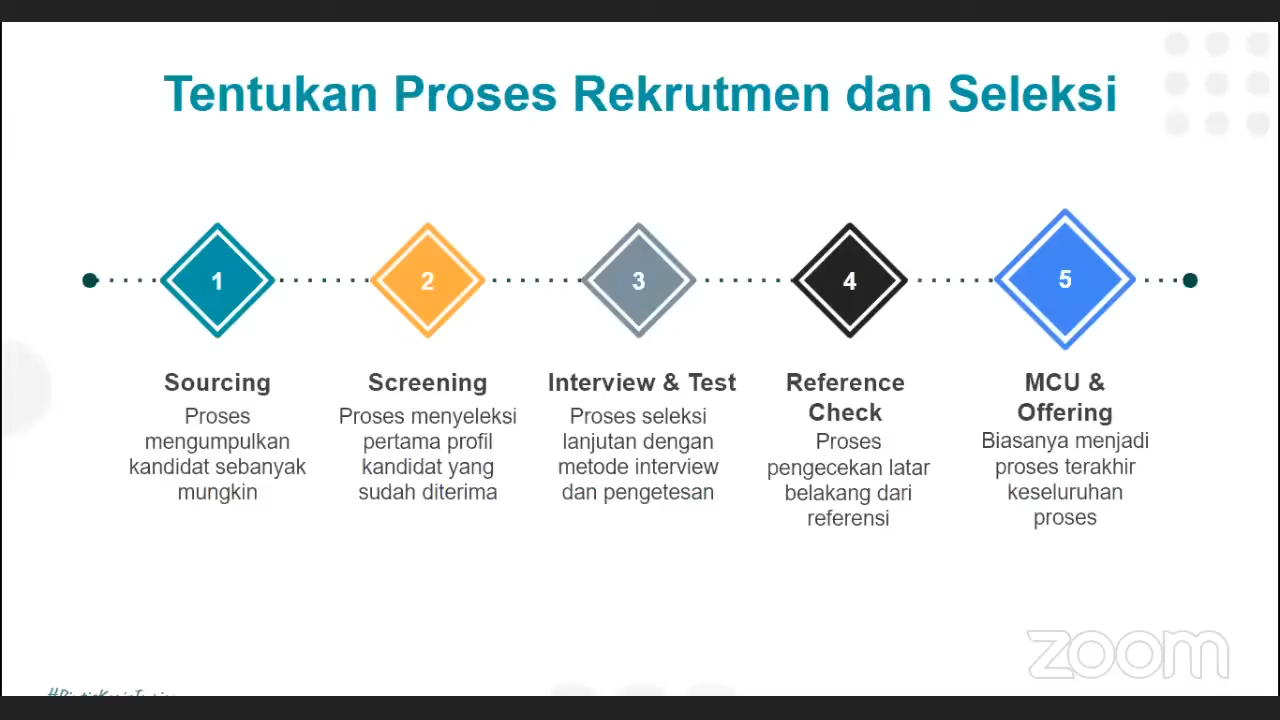 Tentukan Proses Rekrutmen dan Seleksi
1
2
3
4
5
Sourcing
Proses
mengumpulkan
kandidat sebanyak
mungkin
Screening
Proses menyeleksi
pertama profil
kandidat yang
sudah diterima
Interview & Test
Proses seleksi
lanjutan dengan
metode interview
dan pengetesan
Reference
Check
Proses
pengecekan latar
belakang dari
referensi
MCU &
Offering
Biasanya menjadi
proses terakhir
keseluruhan
proses
zoom